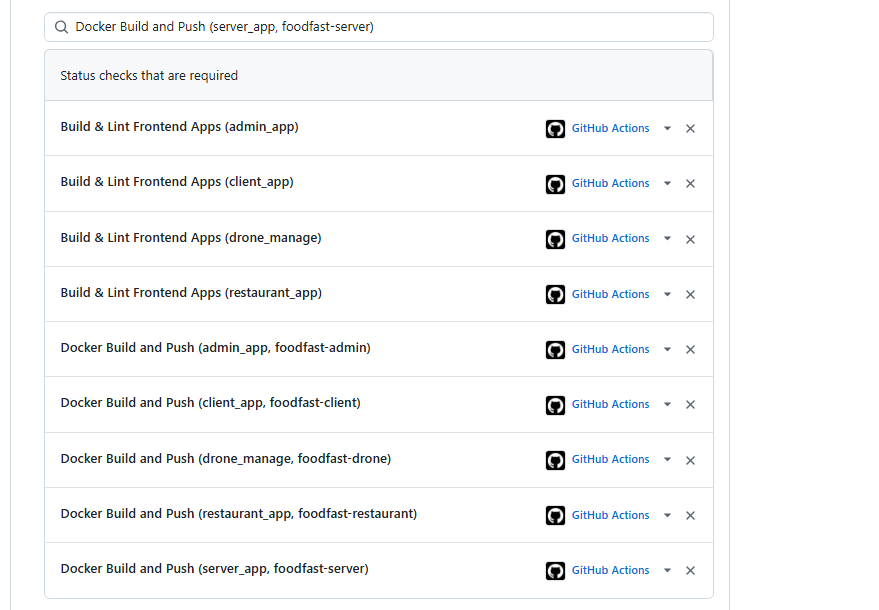 Docker Build and Push (server_app, foodfast-server)
Status checks that are required
Build & Lint Frontend Apps (admin_app) GitHub Actions
Build & Lint Frontend Apps (client_app) GitHub Actions
Build & Lint Frontend Apps (drone_manage) GitHub Actions
Build & Lint Frontend Apps (restaurant_app) GitHub Actions
Docker Build and Push (admin_app, foodfast-admin) GitHub Actions
Docker Build and Push (client_app, foodfast-client) GitHub Actions
Docker Build and Push (drone_manage, foodfast-drone) GitHub Actions
Docker Build and Push (restaurant_app, foodfast-restaurant) GitHub Actions
Docker Build and Push (server_app, foodfast-server) GitHub Actions